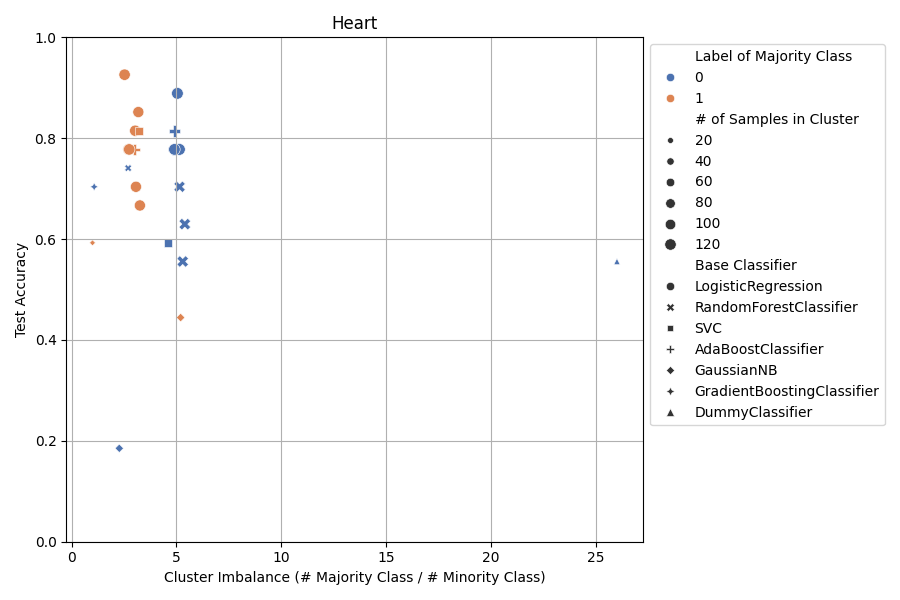 Heart
1.0
0.8
0.6
0.4
0.2
0.0
Test Accuracy
0
5
10
15
20
25
Cluster Imbalance (# Majority Class / # Minority Class)
Label of Majority Class
0
1
# of Samples in Cluster
20
40
60
80
100
120
Base Classifier
LogisticRegression
RandomForestClassifier
SVC
AdaBoostClassifier
GaussianNB
GradientBoostingClassifier
DummyClassifier